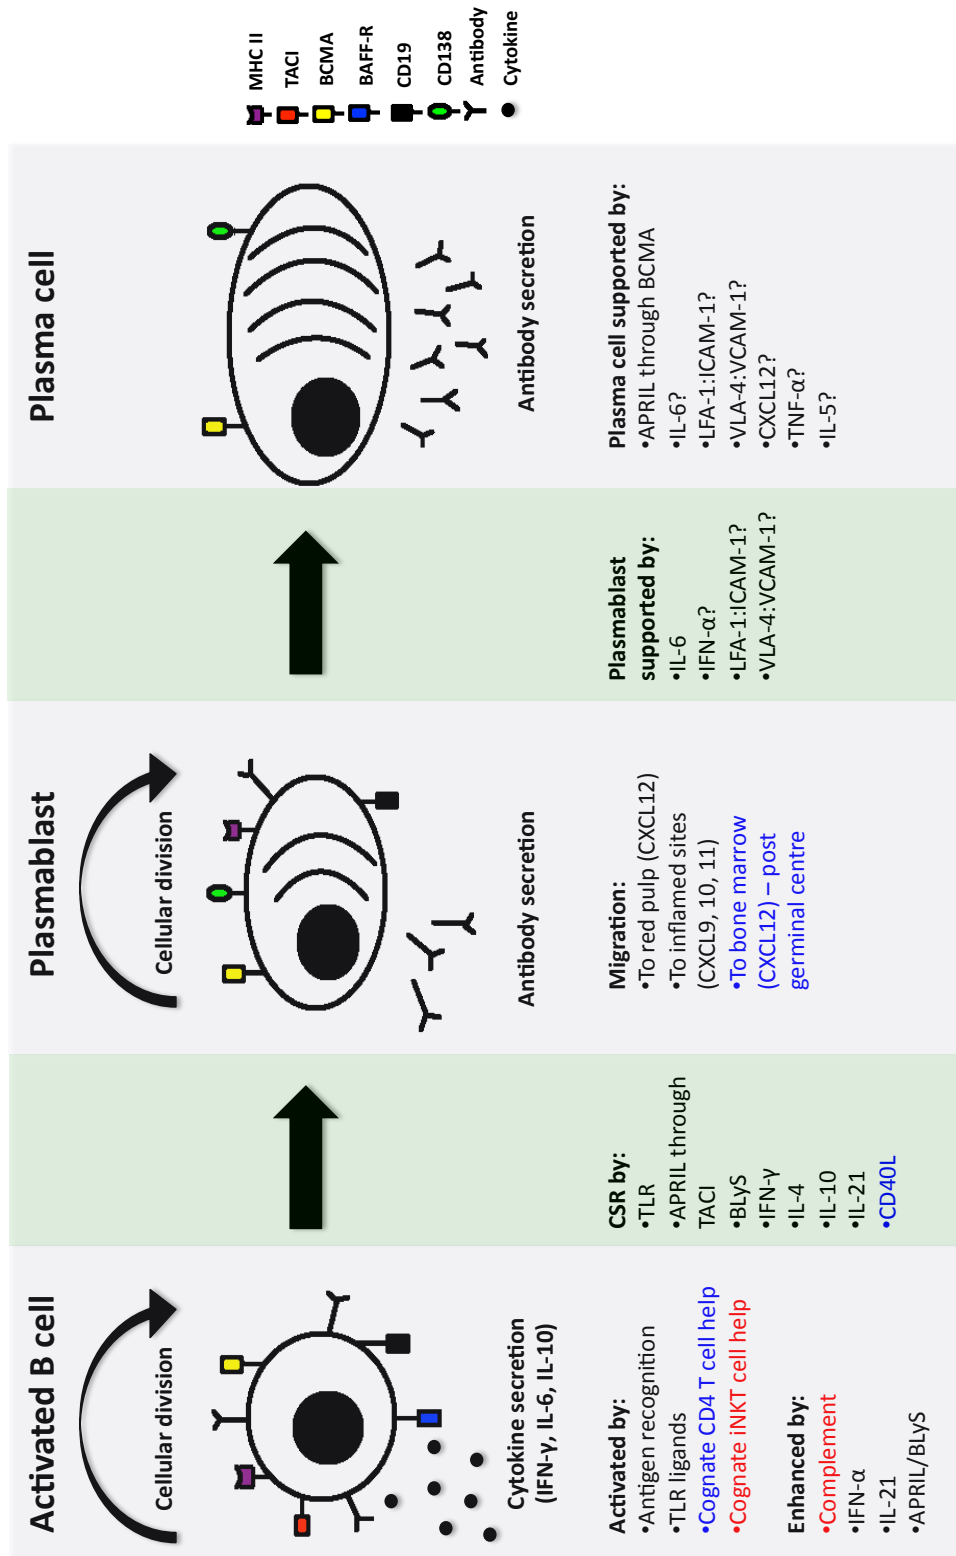 Activated B cell
Cellular division
Cytokine secretion
(IFN-γ, IL-6, IL-10)
Activated by:
•Antigen recognition
•TLR ligands
•Cognate CD4 T cell help
•Cognate iNKT cell help
Enhanced by:
•Complement
•IFN-α
•IL-21
•APRIL/BLyS
CSR by:
•TLR
•APRIL through
TACI
•BLyS
•IFN-γ
•IL-4
•IL-10
•IL-21
•CD40L
Plasmablast
Cellular division
Antibody secretion
Migration:
•To red pulp (CXCL12)
•To inflamed sites
(CXCL9, 10, 11)
•To bone marrow
(CXCL12) – post
germinal centre
Plasmablast
supported by:
•IL-6
•IFN-α?
•LFA-1:ICAM-1?
•VLA-4:VCAM-1?
Plasma cell
Antibody secretion
Plasma cell supported by:
•APRIL through BCMA
•IL-6?
•LFA-1:ICAM-1?
•VLA-4:VCAM-1?
•CXCL12?
•TNF-α?
•IL-5?
MHC II
TACI
BCMA
BAFF-R
CD19
CD138
Antibody
Cytokine